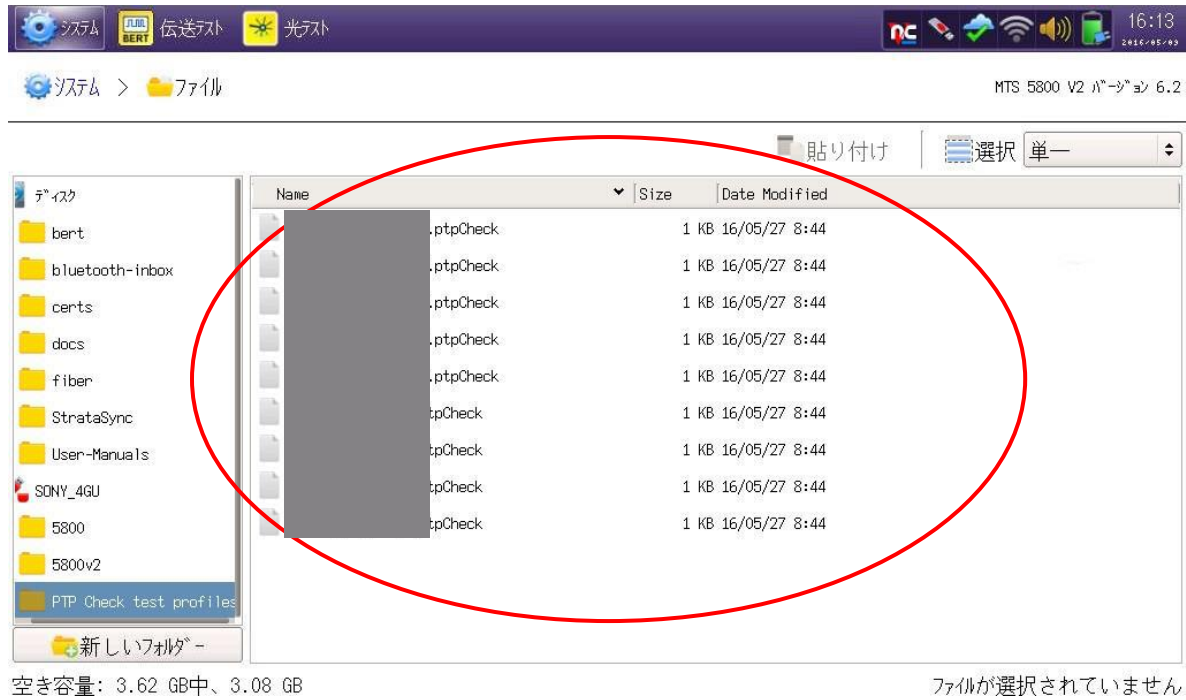 ｼｽﾃﾑ BERT 伝送ﾃｽﾄ 光ﾃｽﾄ 16:13
2016/05/03
ｼｽﾃﾑ > ﾌｧｲﾙ MTS 5800 V2 ﾊﾞｰｼﾞｮﾝ 6.2
貼り付け 選択 単一
ﾃﾞｨｽｸ
bert
bluetooth-inbox
certs
docs
fiber
StrataSync
User-Manuals
SONY_4GU
5800
5800v2
PTP Check test profiles
新しいﾌｫﾙﾀﾞｰ
Name Size Date Modified
.ptpCheck 1 KB 16/05/27 8:44
.ptpCheck 1 KB 16/05/27 8:44
.ptpCheck 1 KB 16/05/27 8:44
.ptpCheck 1 KB 16/05/27 8:44
.ptpCheck 1 KB 16/05/27 8:44
tpCheck 1 KB 16/05/27 8:44
tpCheck 1 KB 16/05/27 8:44
tpCheck 1 KB 16/05/27 8:44
tpCheck 1 KB 16/05/27 8:44
空き容量: 3.62 GB中、3.08 GB ﾌｧｲﾙが選択されていません